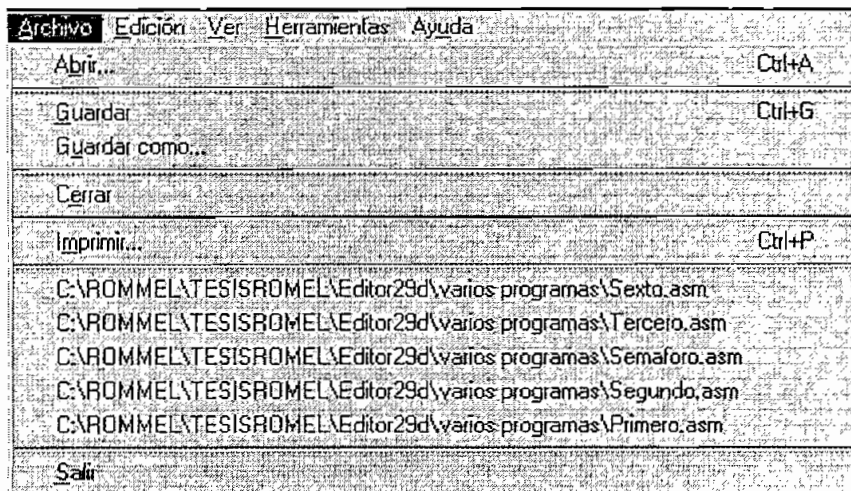 Archivo Edición Ver Herramientas Ayuda
Abrir... Ctrl+A
Guardar Ctrl+G
Guardar como...
Cerrar
Imprimir... Ctrl+P
C:\ROMMEL\TESISROMEL\Editor29d\varios programas\Sexto.asm
C:\ROMMEL\TESISROMEL\Editor29d\varios programas\Tercero.asm
C:\ROMMEL\TESISROMEL\Editor29d\varios programas\Semaforo.asm
C:\ROMMEL\TESISROMEL\Editor29d\varios programas\Segundo.asm
C:\ROMMEL\TESISROMEL\Editor29d\varios programas\Primero.asm
Salir